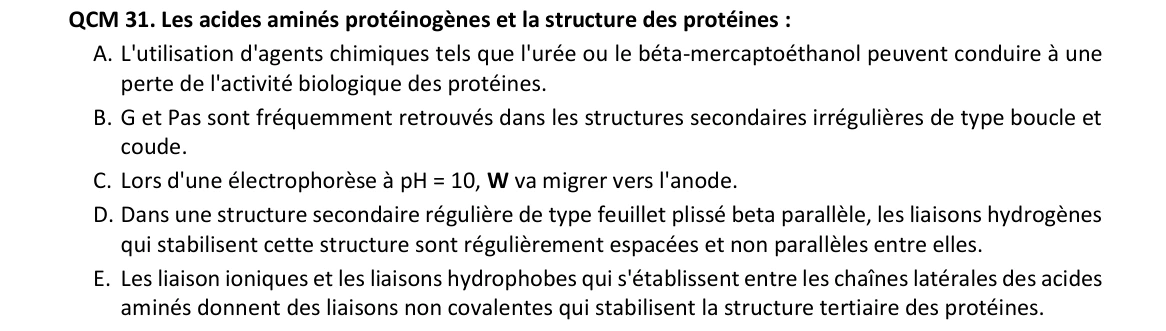 QCM 31. Les acides aminés protéinogènes et la structure des protéines :
A. L'utilisation d'agents chimiques tels que l'urée ou le béta-mercaptoéthanol peuvent conduire à une
perte de l'activité biologique des protéines.
B. G et Pas sont fréquemment retrouvés dans les structures secondaires irrégulières de type boucle et
coude.
C. Lors d'une électrophorèse à pH = 10, W va migrer vers l'anode.
D. Dans une structure secondaire régulière de type feuillet plissé beta parallèle, les liaisons hydrogènes
qui stabilisent cette structure sont régulièrement espacées et non parallèles entre elles.
E. Les liaison ioniques et les liaisons hydrophobes qui s'établissent entre les chaînes latérales des acides
aminés donnent des liaisons non covalentes qui stabilisent la structure tertiaire des protéines.